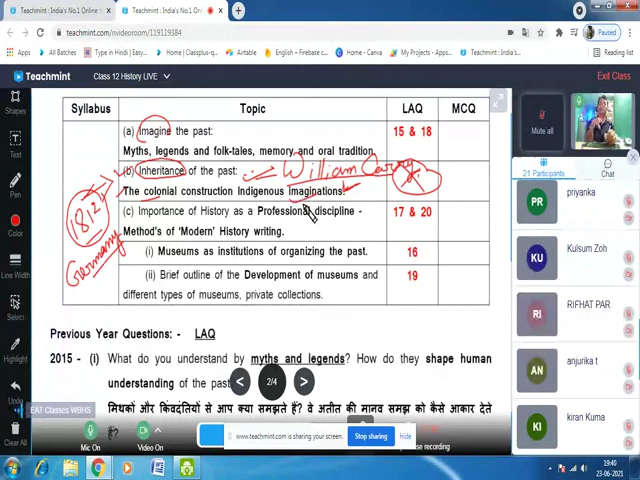 Teachmint : India's No.1 Online t
Teachmint : India's No.1 Onl
teachmint.com/nvideoroom/119119384
Paused
Apps
All Batches
Type in Hindi | Easy
Home : Classplus-q
Airtable
English – Firebase c
Home - Canva
My Projects - Apps
Teachmint : India's
Reading list
Teachmint
Class 12 History LIVE
Exit Class
Shapes
Pen
Color
Line Width
Select
Highlight
Undo
Clear All
Syllabus Topic LAQ MCQ
(a) Imagine the past: 15 & 18
Myths, legends and folk-tales, memory and oral tradition.
(b) Inheritance of the past:
William
The colonial construction Indigenous imaginations.
1812
Germany
(c) Importance of History as a Professional discipline - 17 & 20
Method's of 'Modern' History writing.
(i) Museums as institutions of organizing the past. 16
(ii) Brief outline of the Development of museums and 19
different types of museums, private collections.
Previous Year Questions: - LAQ
2015- (i) What do you understand by myths and legends? How do they shape human
understanding of the past
मिथकों और किंवदंतियों से आप क्या समझते हैं? वे अतीत की मानव समझ को कैसे आकार देते
हैं?
2/4
EAT Classes WBHS
Mic On
Video On
teachmint.com is sharing your screen.
Stop sharing
Hide
se recording
Mute all
21 Participants
Chat
PR priyanka
KU Kulsum Zoh
RI RIFHAT PAR
AN anjurika t
KI kiran Kuma
19:40
23-06-2021